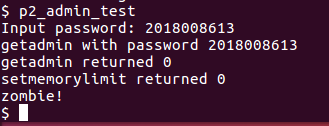 $ p2_admin_test
Input password: 2018008613
getadmin with password 2018008613
getadmin returned 0
setmemorylimit returned 0
zombie!
$